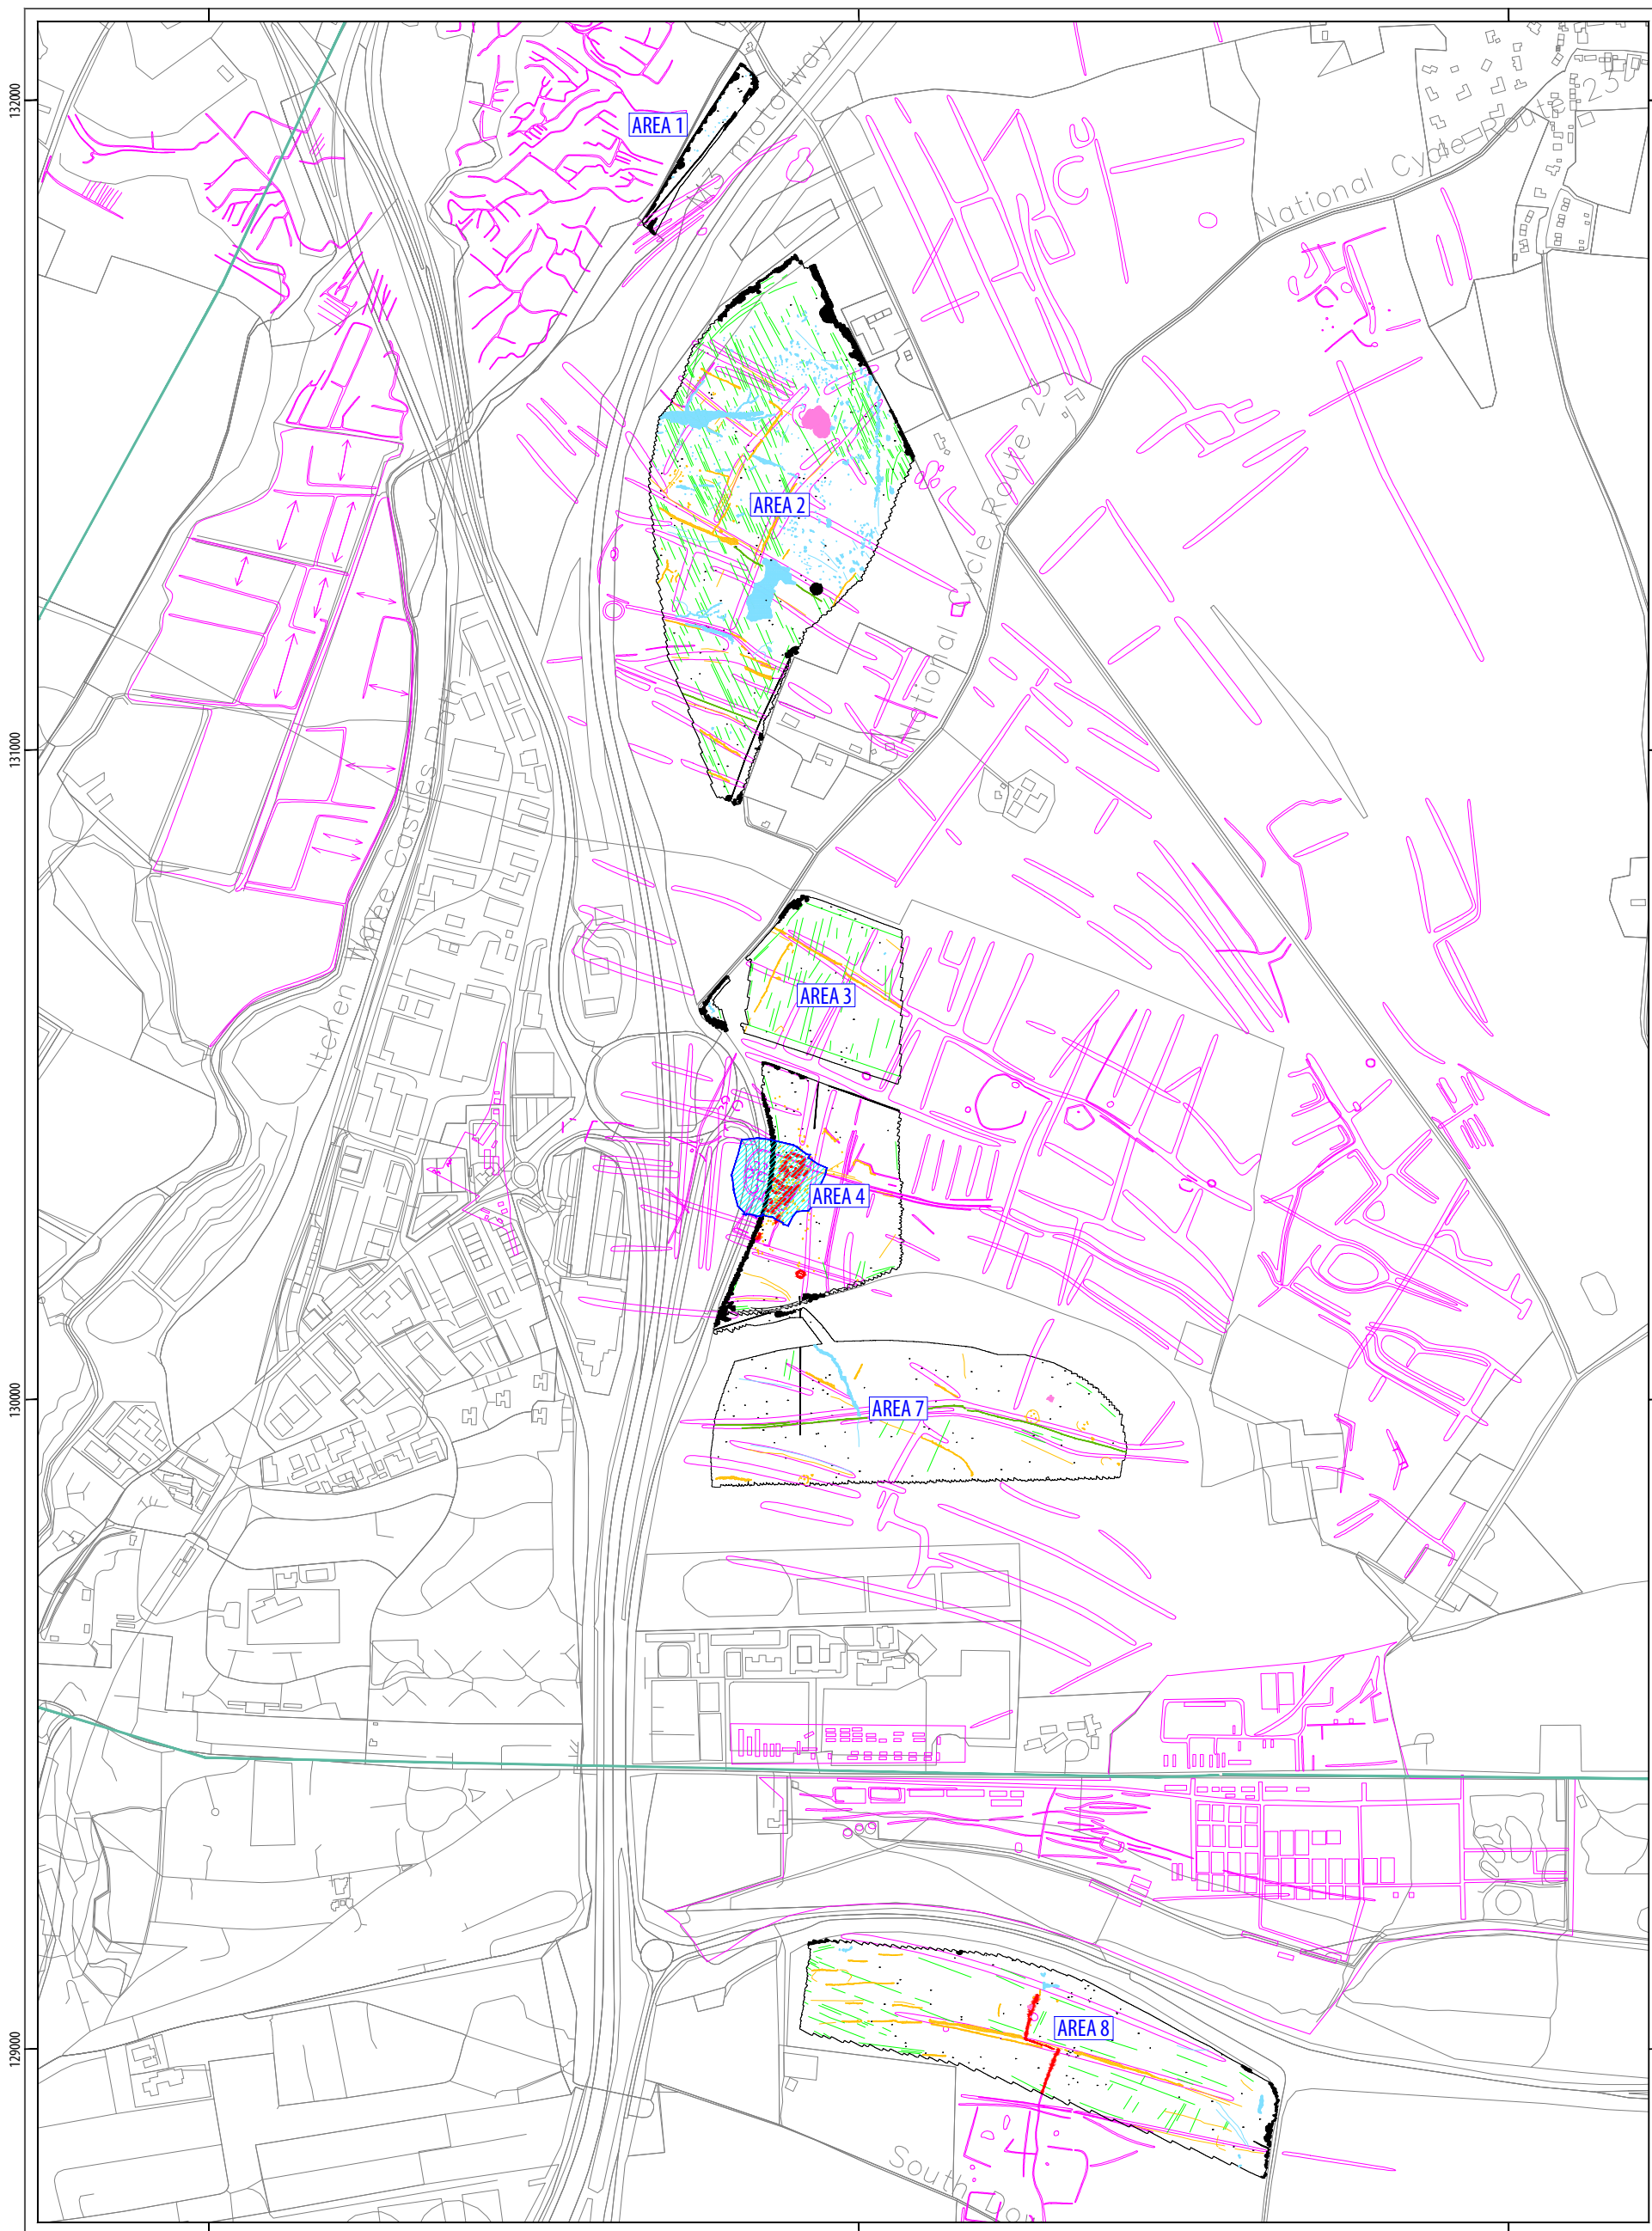 132000
AREA 1
M3 motorway
National Cycle Route 23
AREA 2
National Cycle Route 23
131000
Itchen Way
AREA 3
AREA 4
130000
AREA 7
129000
AREA 8